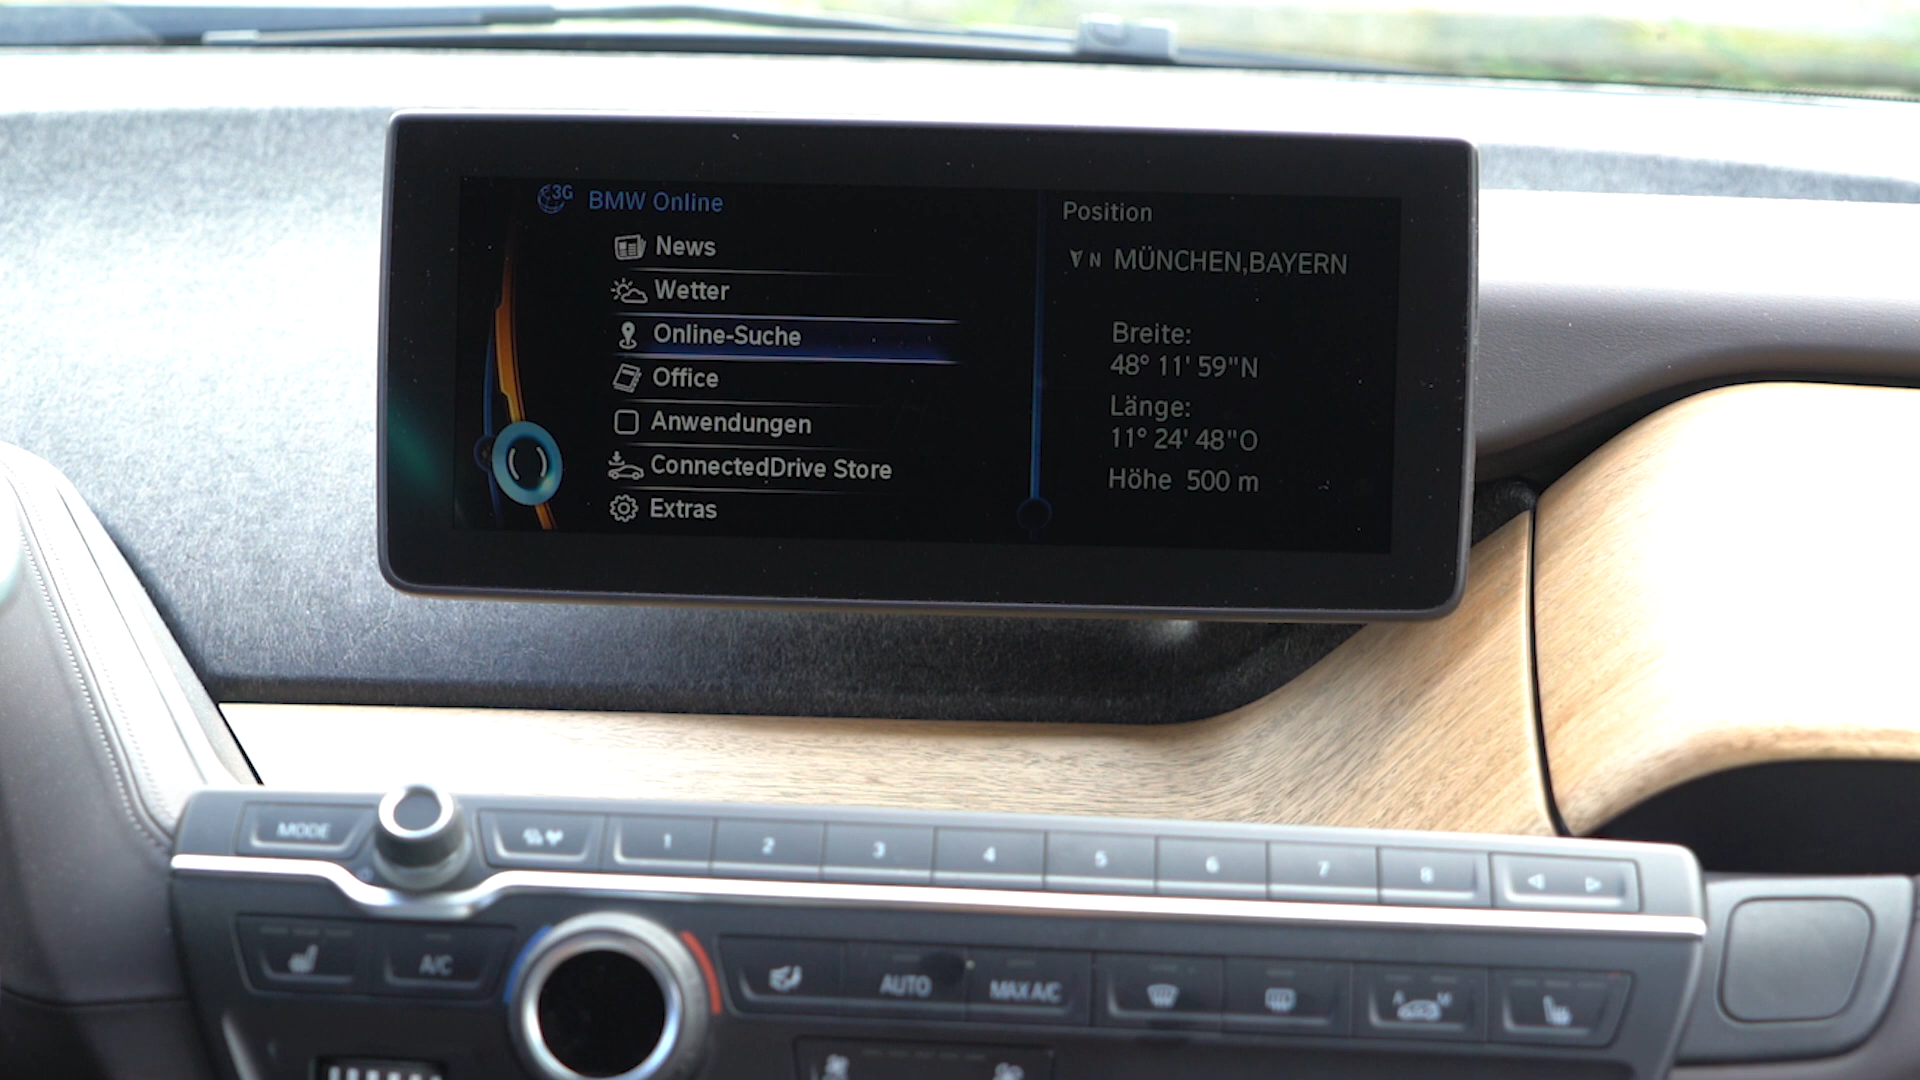 3G BMW Online
News
Wetter
Online-Suche
Office
Anwendungen
ConnectedDrive Store
Extras
Position
N MÜNCHEN,BAYERN
Breite:
48° 11' 59"N
Länge:
11° 24' 48"O
Höhe 500 m
MODE
1 2 3 4 5 6 7 8
A/C
AUTO
MAX A/C
A M